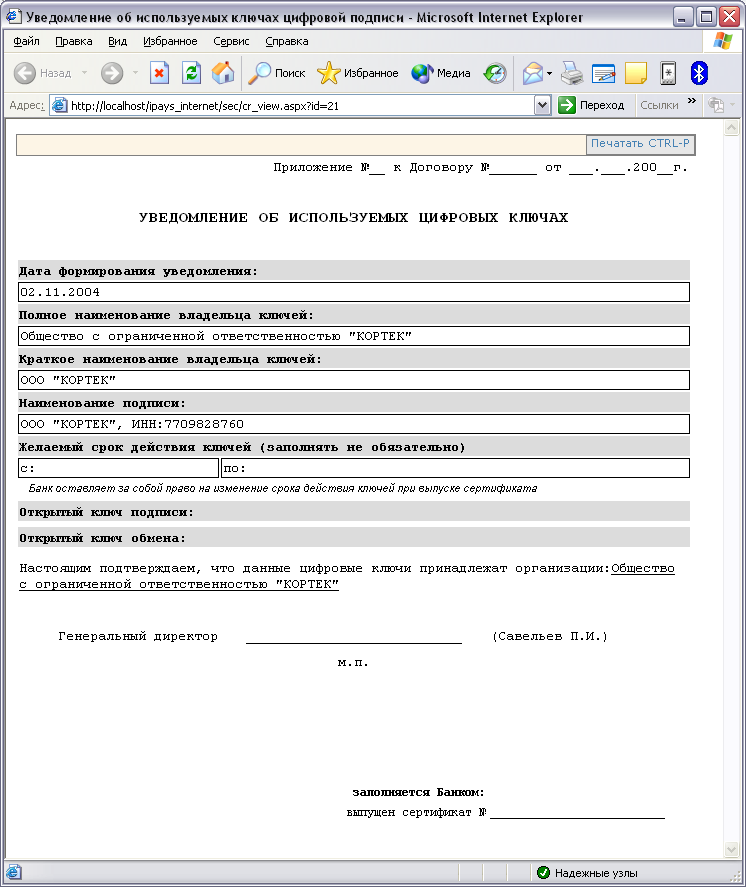 Уведомление об используемых ключах цифровой подписи - Microsoft Internet Explorer
Файл Правка Вид Избранное Сервис Справка
Назад Поиск Избранное Медиа
Адрес: http://localhost/ipays_internet/sec/cr_view.aspx?id=21 Переход Ссылки »
Печатать CTRL-P
Приложение №__ к Договору №______ от ___.___.200__г.
УВЕДОМЛЕНИЕ ОБ ИСПОЛЬЗУЕМЫХ ЦИФРОВЫХ КЛЮЧАХ
Дата формирования уведомления:
02.11.2004
Полное наименование владельца ключей:
Общество с ограниченной ответственностью "КОРТЕК"
Краткое наименование владельца ключей:
ООО "КОРТЕК"
Наименование подписи:
ООО "КОРТЕК", ИНН:7709828760
Желаемый срок действия ключей (заполнять не обязательно)
с: по:
Банк оставляет за собой право на изменение срока действия ключей при выпуске сертификата
Открытый ключ подписи:
Открытый ключ обмена:
Настоящим подтверждаем, что данные цифровые ключи принадлежат организации:Общество
с ограниченной ответственностью "КОРТЕК"
Генеральный директор ___________________________ (Савельев П.И.)
м.п.
заполняется Банком:
выпущен сертификат № ______________________
Надежные узлы